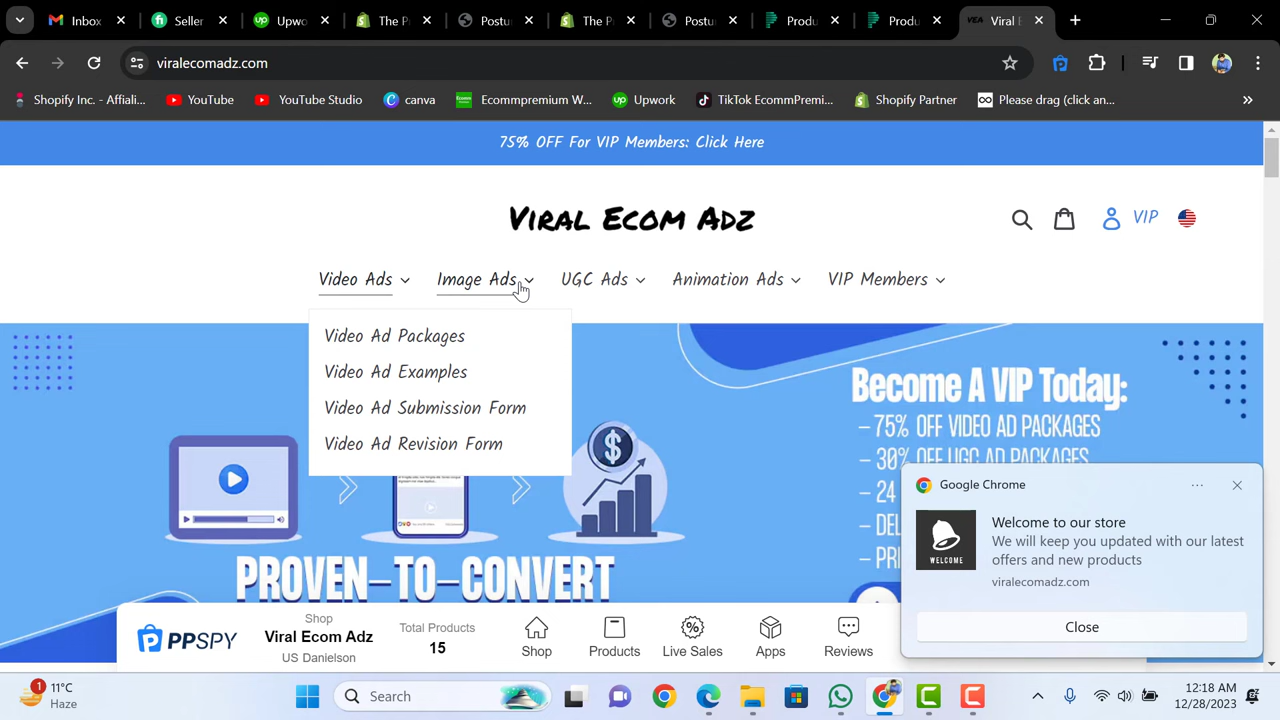 Inbox
Seller
Upwo
The P
Postu
The P
Postu
Produ
Produ
VEA
Viral E
viralecomadz.com
Shopify Inc. - Affiali...
YouTube
YouTube Studio
canva
Ecommpremium W...
Upwork
TikTok EcommPremi...
Shopify Partner
Please drag (click an...
75% OFF For VIP Members: Click Here
Viral Ecom Adz
VIP
Video Ads
Image Ads
UGC Ads
Animation Ads
VIP Members
Video Ad Packages
Video Ad Examples
Video Ad Submission Form
Video Ad Revision Form
Become A VIP Today:
– 75% OFF VIDEO AD PACKAGES
– 30% OFF UGC AD PACKAGES
– 24
– DEL
– PRI
PROVEN–TO–CONVERT
Google Chrome
Welcome to our store
We will keep you updated with our latest
offers and new products
viralecomadz.com
WELCOME
Close
PPSPY
Shop
Viral Ecom Adz
US Danielson
Total Products
15
Shop
Products
Live Sales
Apps
Reviews
1
11°C
Haze
Search
12:18 AM
12/28/2023